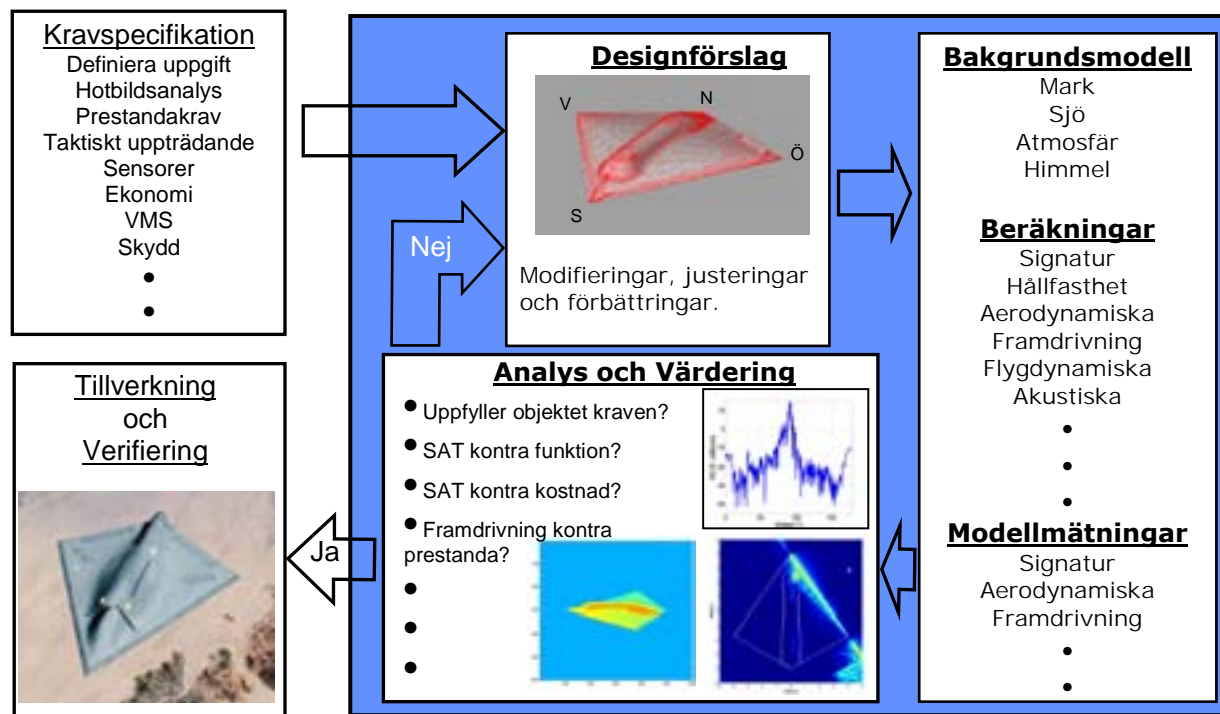 Kravspecifikation
Definiera uppgift
Hotbildsanalys
Prestandakrav
Taktiskt uppträdande
Sensorer
Ekonomi
VMS
Skydd
•
•
Designförslag
V
N
Ö
S
Modifieringar, justeringar
och förbättringar.
Nej
Bakgrundsmodell
Mark
Sjö
Atmosfär
Himmel
Beräkningar
Signatur
Hållfasthet
Aerodynamiska
Framdrivning
Flygdynamiska
Akustiska
•
•
•
Modellmätningar
Signatur
Aerodynamiska
Framdrivning
•
•
Analys och Värdering
• Uppfyller objektet kraven?
• SAT kontra funktion?
• SAT kontra kostnad?
• Framdrivning kontra
prestanda?
•
•
•
Ja
Tillverkning
och
Verifiering